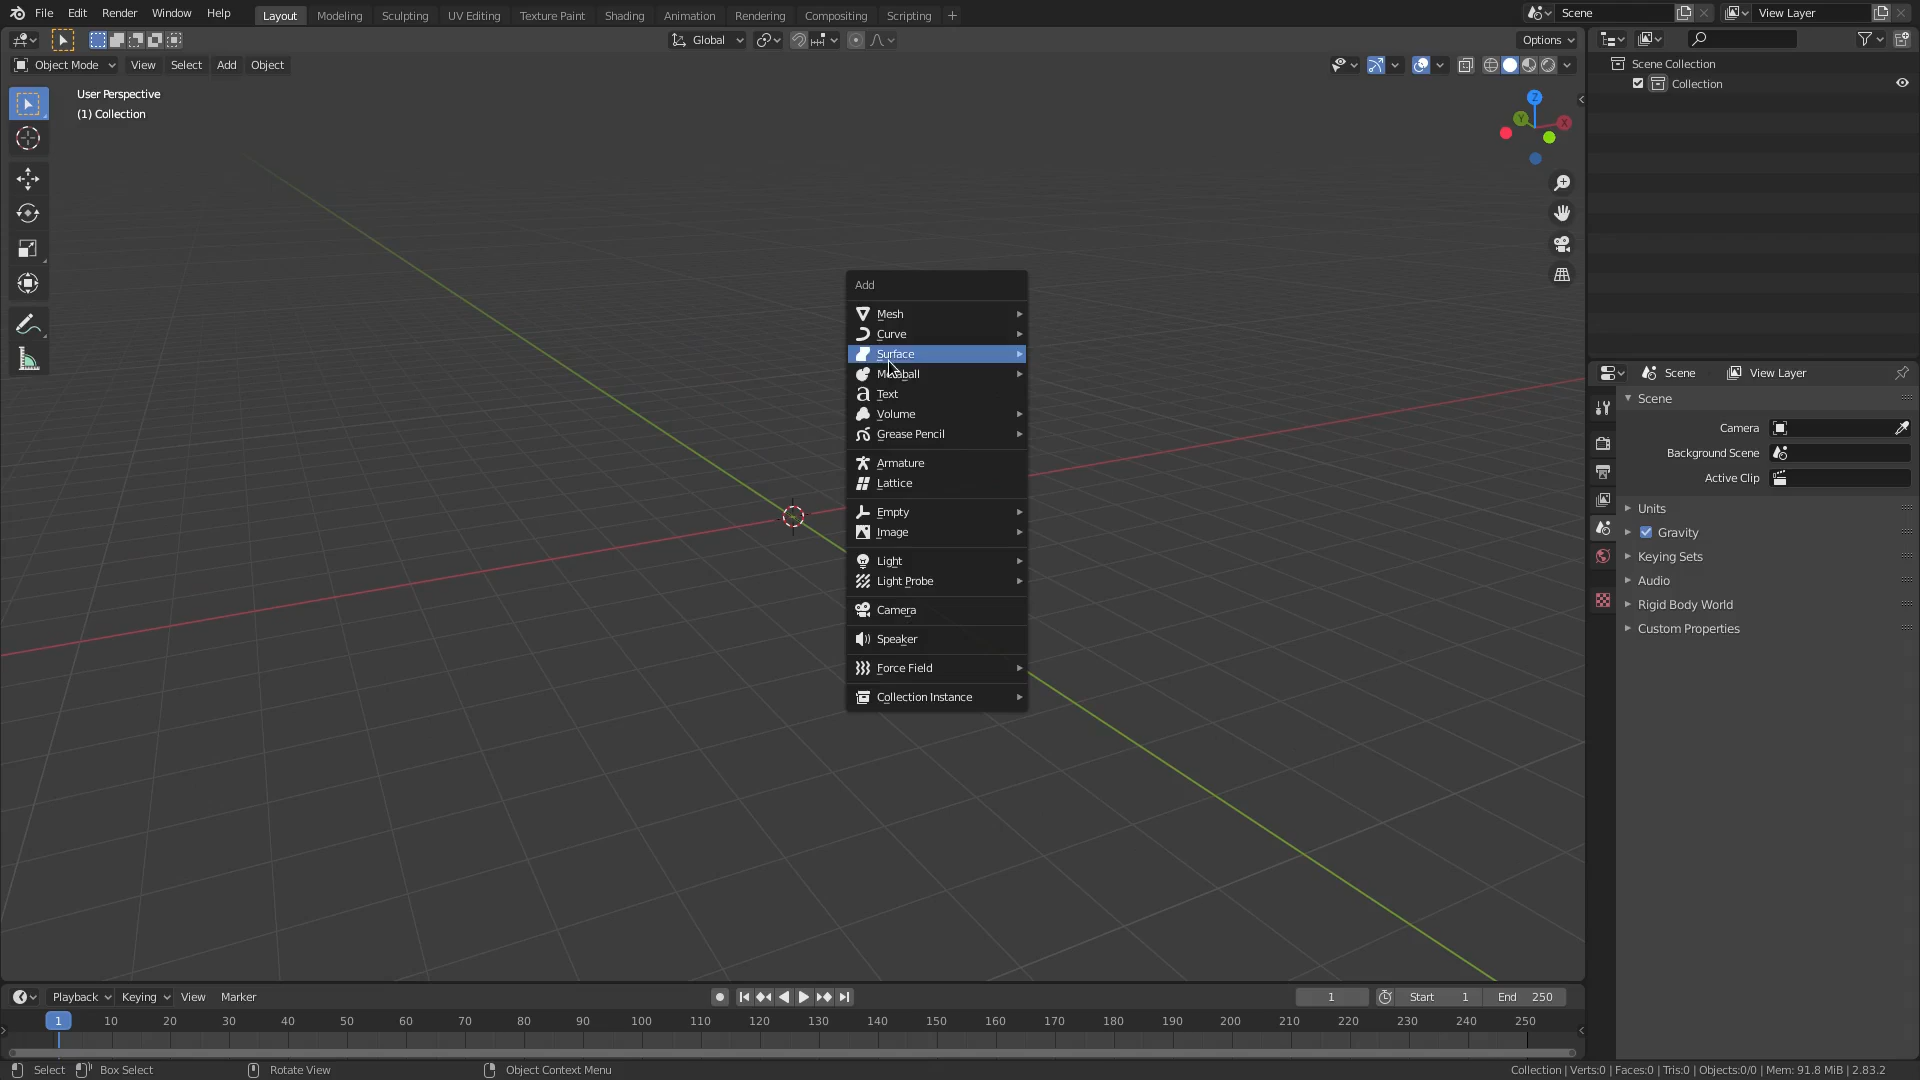 File Edit Render Window Help Layout Modeling Sculpting UV Editing Texture Paint Shading Animation Rendering Compositing Scripting + Scene View Layer
Global Options
Object Mode View Select Add Object
User Perspective
(1) Collection
Z
Y
X
Add
Mesh
Curve
Surface
Metaball
Text
Volume
Grease Pencil
Armature
Lattice
Empty
Image
Light
Light Probe
Camera
Speaker
Force Field
Collection Instance
Scene Collection
Collection
Scene View Layer
Scene
Camera
Background Scene
Active Clip
Units
Gravity
Keying Sets
Audio
Rigid Body World
Custom Properties
Playback Keying View Marker 1 Start 1 End 250
1 10 20 30 40 50 60 70 80 90 100 110 120 130 140 150 160 170 180 190 200 210 220 230 240 250
Select Box Select Rotate View Object Context Menu Collection | Verts:0 | Faces:0 | Tris:0 | Objects:0/0 | Mem: 91.8 MiB | 2.83.2